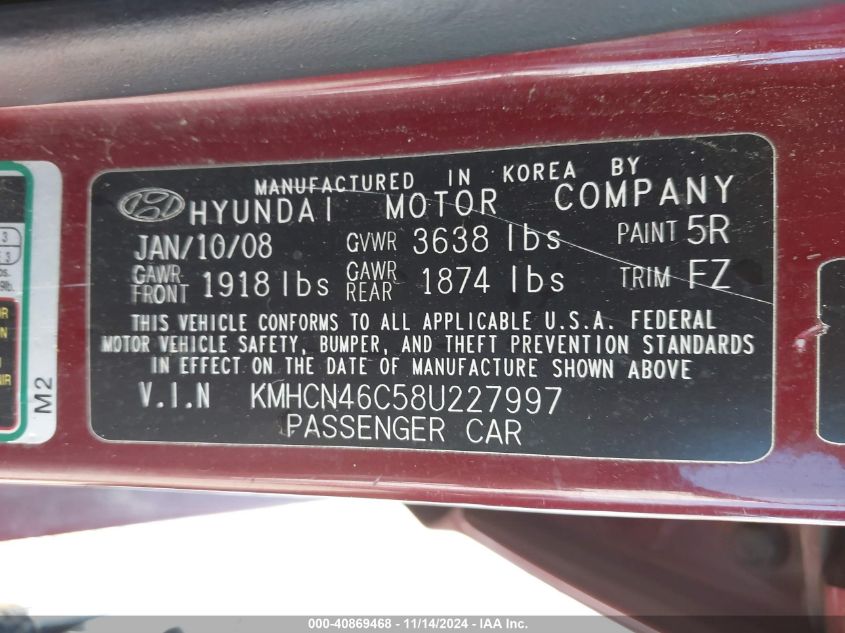 MANUFACTURED IN KOREA BY
HYUNDAI MOTOR COMPANY
JAN/10/08 GVWR 3638 lbs PAINT 5R
GAWR FRONT 1918 lbs GAWR REAR 1874 lbs TRIM FZ
THIS VEHICLE CONFORMS TO ALL APPLICABLE U.S.A. FEDERAL
MOTOR VEHICLE SAFETY, BUMPER, AND THEFT PREVENTION STANDARDS
IN EFFECT ON THE DATE OF MANUFACTURE SHOWN ABOVE
V.I.N KMHCN46C58U227997
PASSENGER CAR
M2
000-40869468 - 11/14/2024 - IAA Inc.